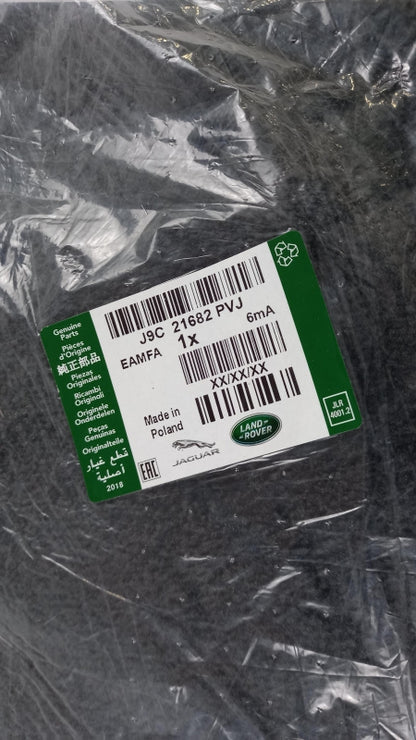 Genuine
Parts
Pièces
d'Origine
純正部品
Piezas
Originales
Ricambi
Originali
Originele
Onderdelen
Peças
Genuinas
Originalteile
قطع غيار
أصلية
2018
J9C 21682 PVJ
EAMFA 1x 6mA
XX/XX/XX
Made in
Poland
EAC
JAGUAR
LAND-
-ROVER
JLR
4001.2